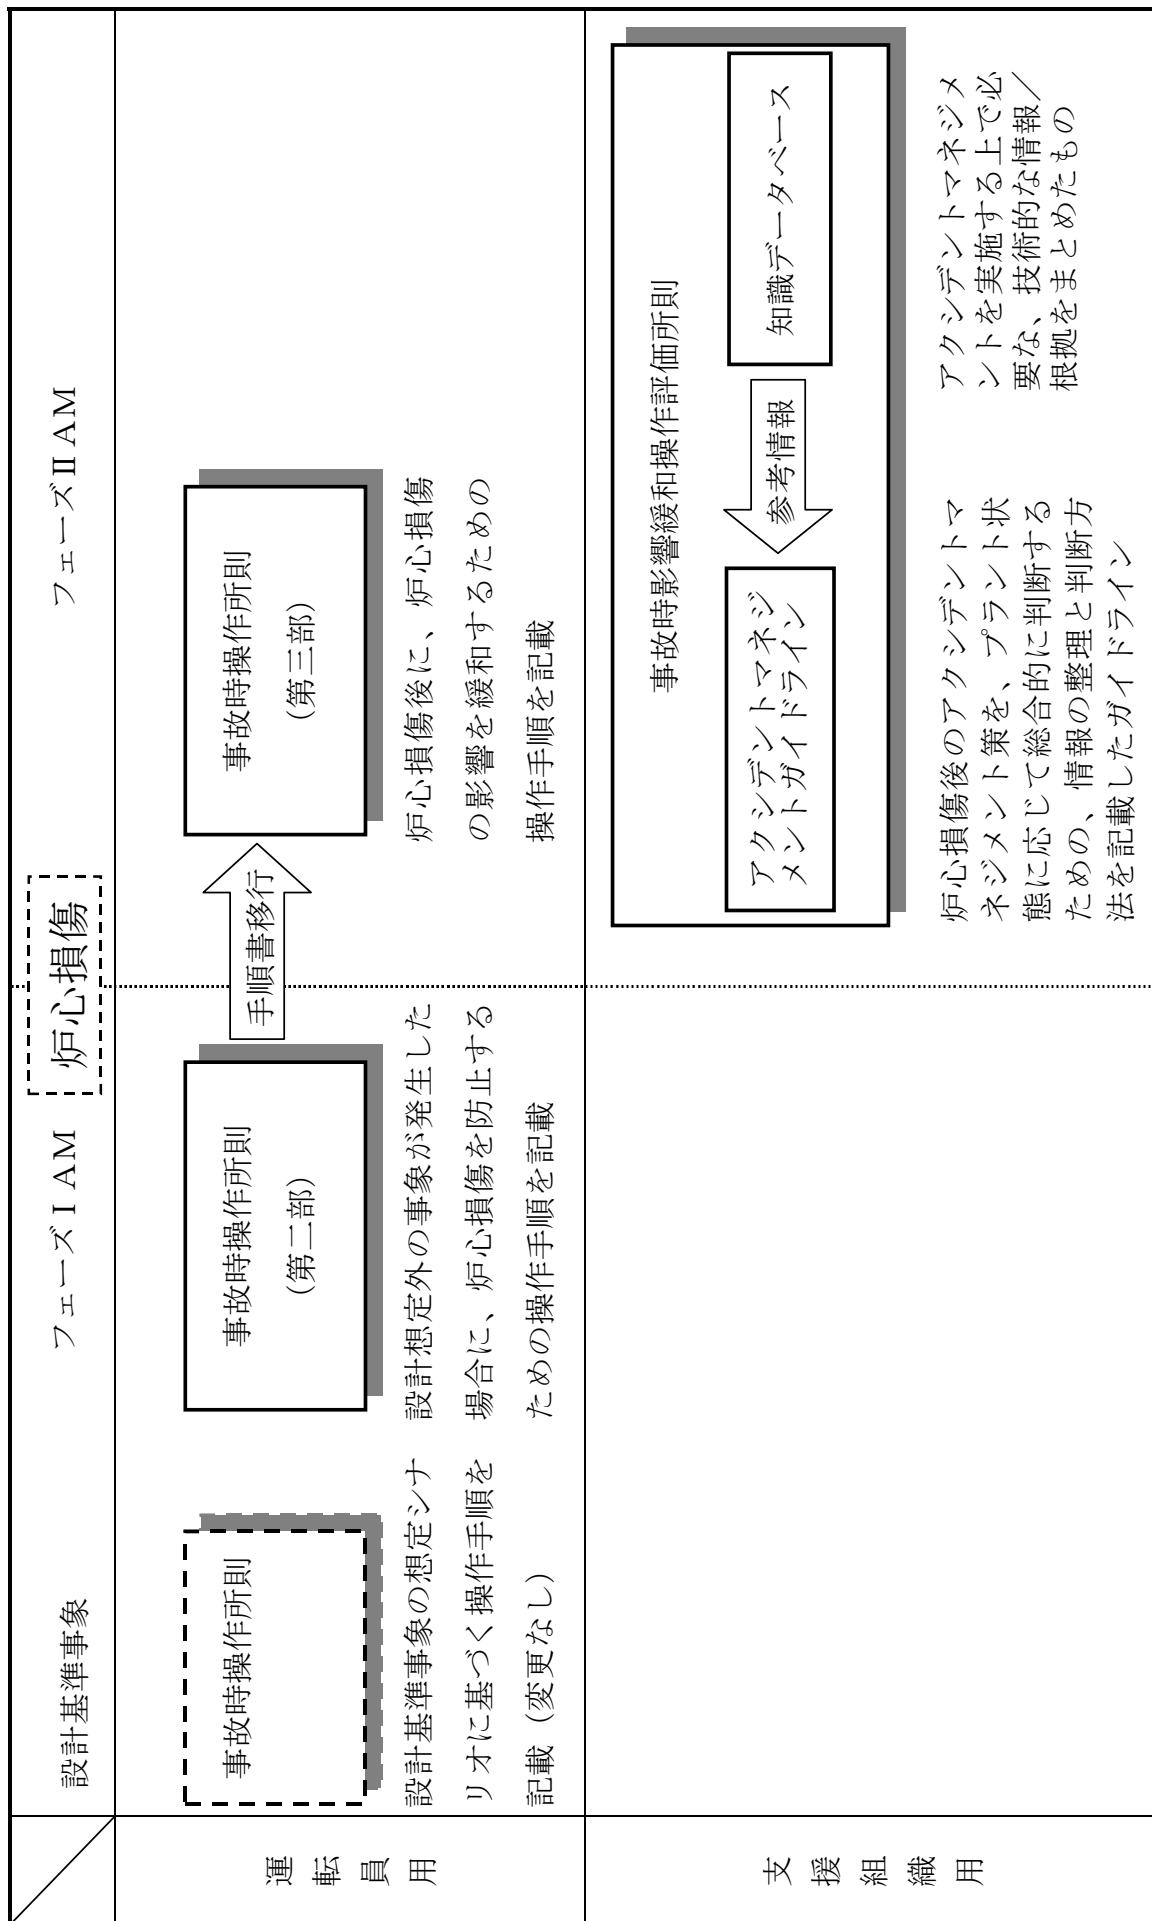 設計基準事象
フェーズⅠAM
炉心損傷
フェーズⅡAM
運転員用
事故時操作所則
設計基準事象の想定シナ
リオに基づく操作手順を
記載（変更なし）
事故時操作所則
（第二部）
設計想定外の事象が発生した
場合に、炉心損傷を防止する
ための操作手順を記載
手順書移行
事故時操作所則
（第三部）
炉心損傷後に、炉心損傷
の影響を緩和するための
操作手順を記載
支援組織用
事故時影響緩和操作評価所則
アクシデントマネジ
メントガイドライン
参考情報
知識データベース
炉心損傷後のアクシデントマ
ネジメント策を、プラント状
態に応じて総合的に判断する
ための、情報の整理と判断方
法を記載したガイドライン
アクシデントマネジメ
ントを実施する上で必
要な、技術的な情報／
根拠をまとめたもの